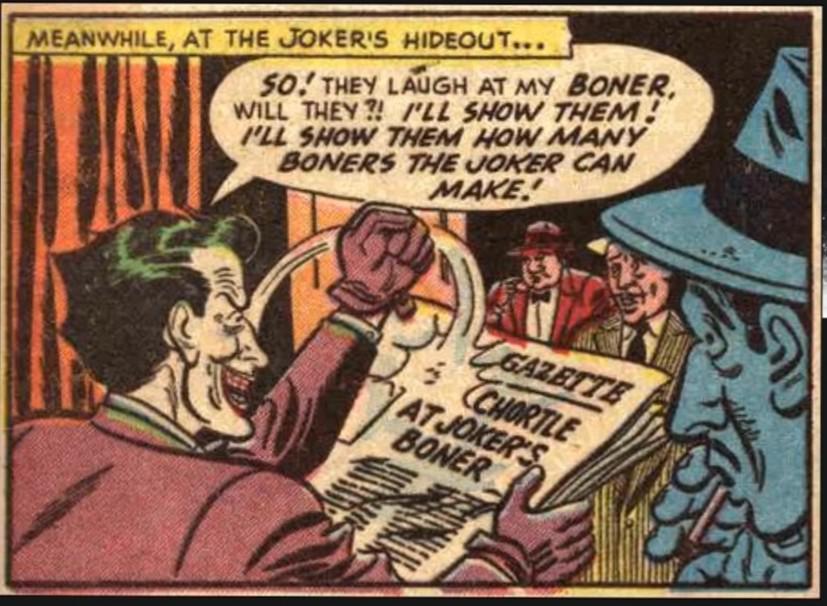 MEANWHILE, AT THE JOKER'S HIDEOUT...
SO! THEY LAUGH AT MY BONER,
WILL THEY?! I'LL SHOW THEM!
I'LL SHOW THEM HOW MANY
BONERS THE JOKER CAN
MAKE!
GAZETTE
CHORTLE
AT JOKER'S
BONER